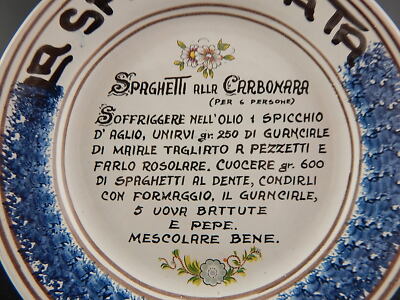 Spaghetti alla Carbonara
(per 6 persone)
Soffriggere nell'olio 1 spicchio
d'aglio, unirvi gr. 250 di guanciale
di maiale tagliato a pezzetti e
farlo rosolare. Cuocere gr. 600
di spaghetti al dente, condirli
con formaggio, il guanciale,
5 uova battute
e pepe.
Mescolare bene.